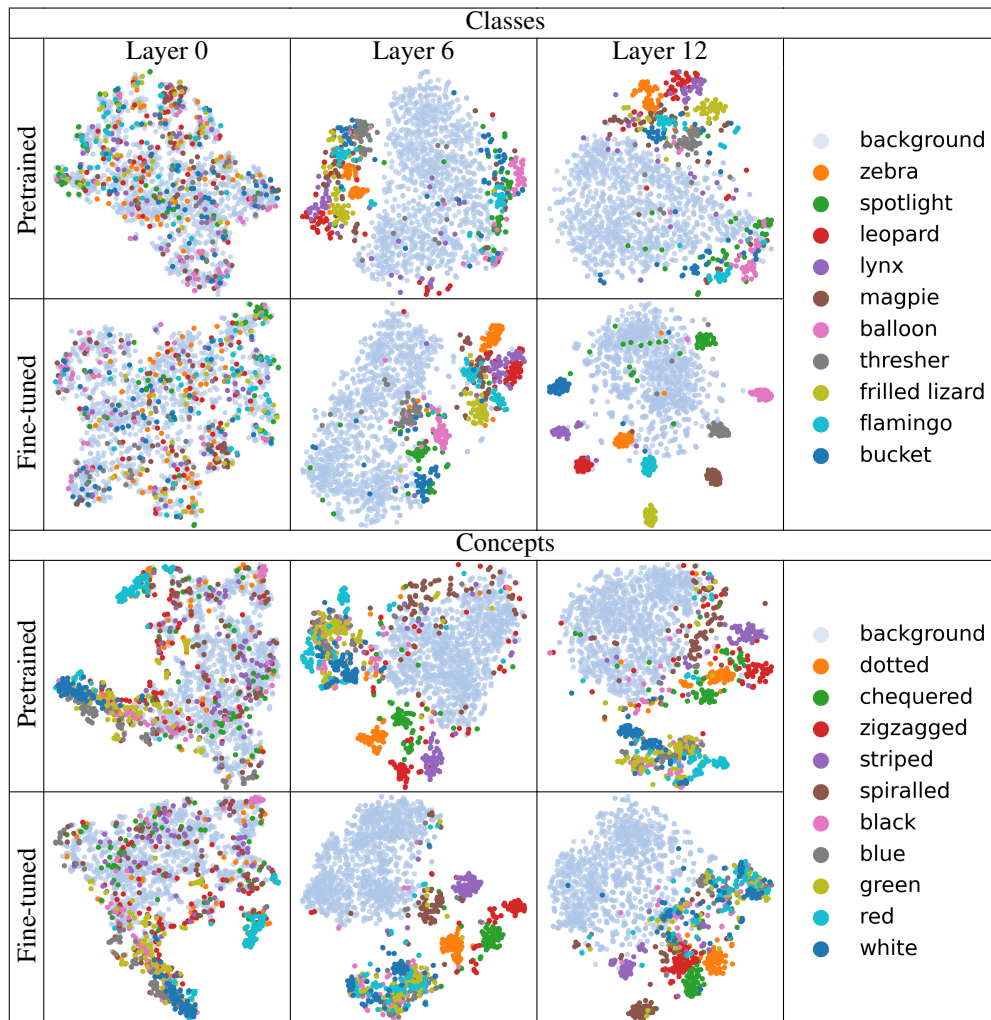 Classes
Layer 0 Layer 6 Layer 12
Pretrained
Fine-tuned
background
zebra
spotlight
leopard
lynx
magpie
balloon
thresher
frilled lizard
flamingo
bucket
Concepts
Pretrained
Fine-tuned
background
dotted
chequered
zigzagged
striped
spiralled
black
blue
green
red
white